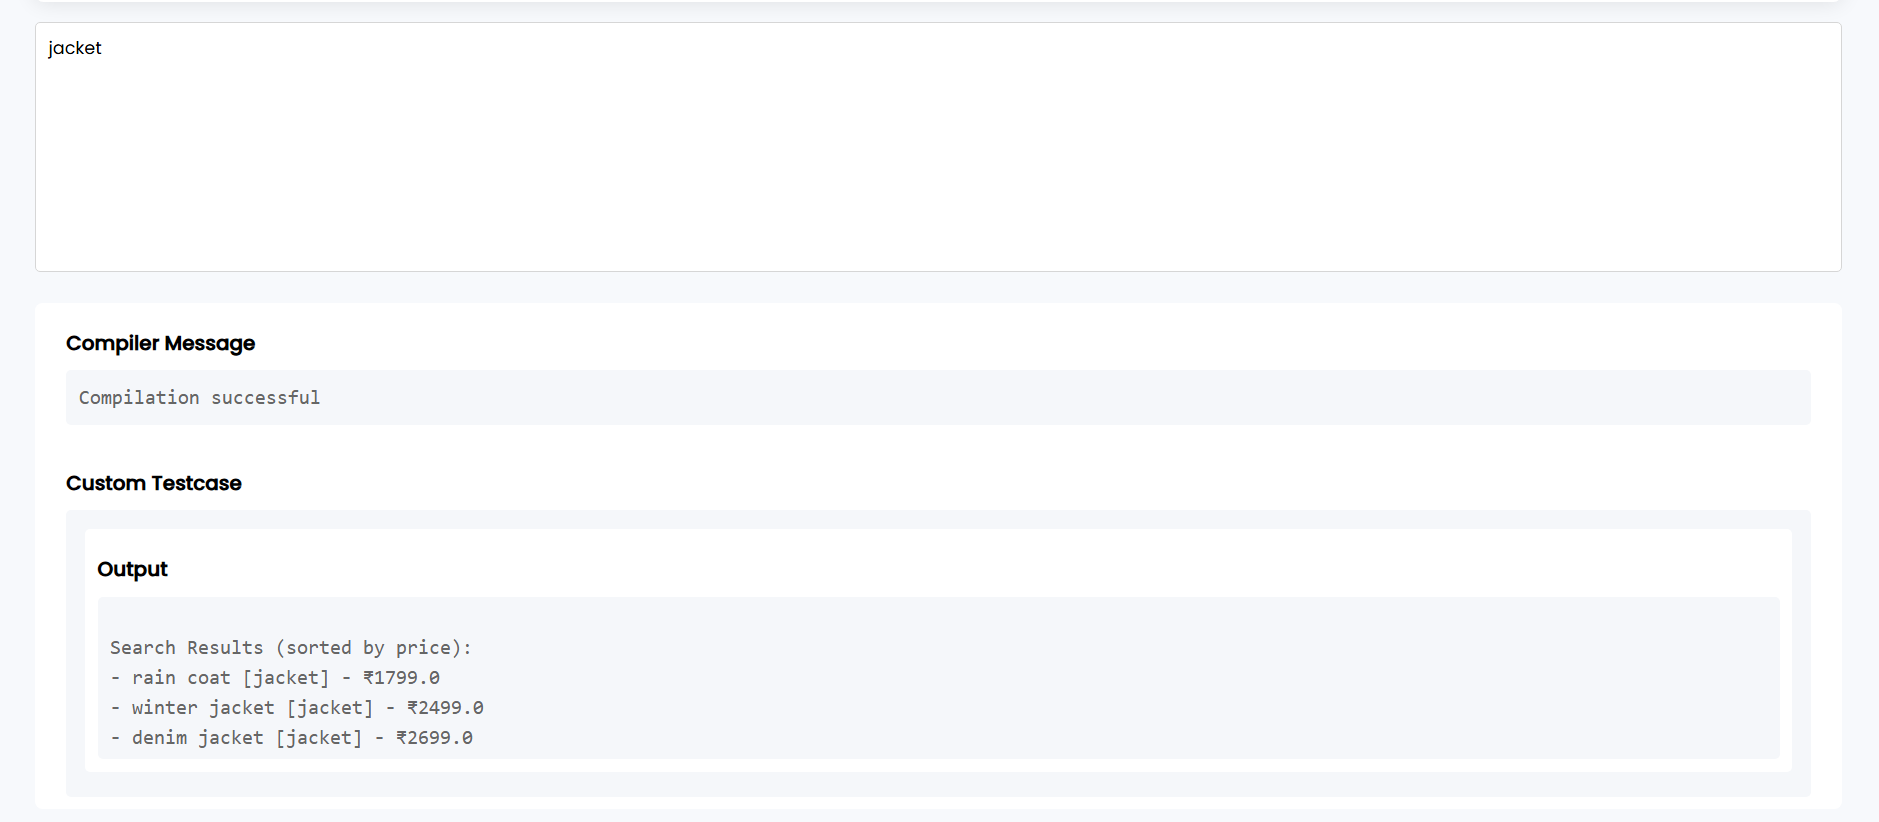 jacket
Compiler Message
Compilation successful
Custom Testcase
Output
Search Results (sorted by price):
- rain coat [jacket] - ₹1799.0
- winter jacket [jacket] - ₹2499.0
- denim jacket [jacket] - ₹2699.0